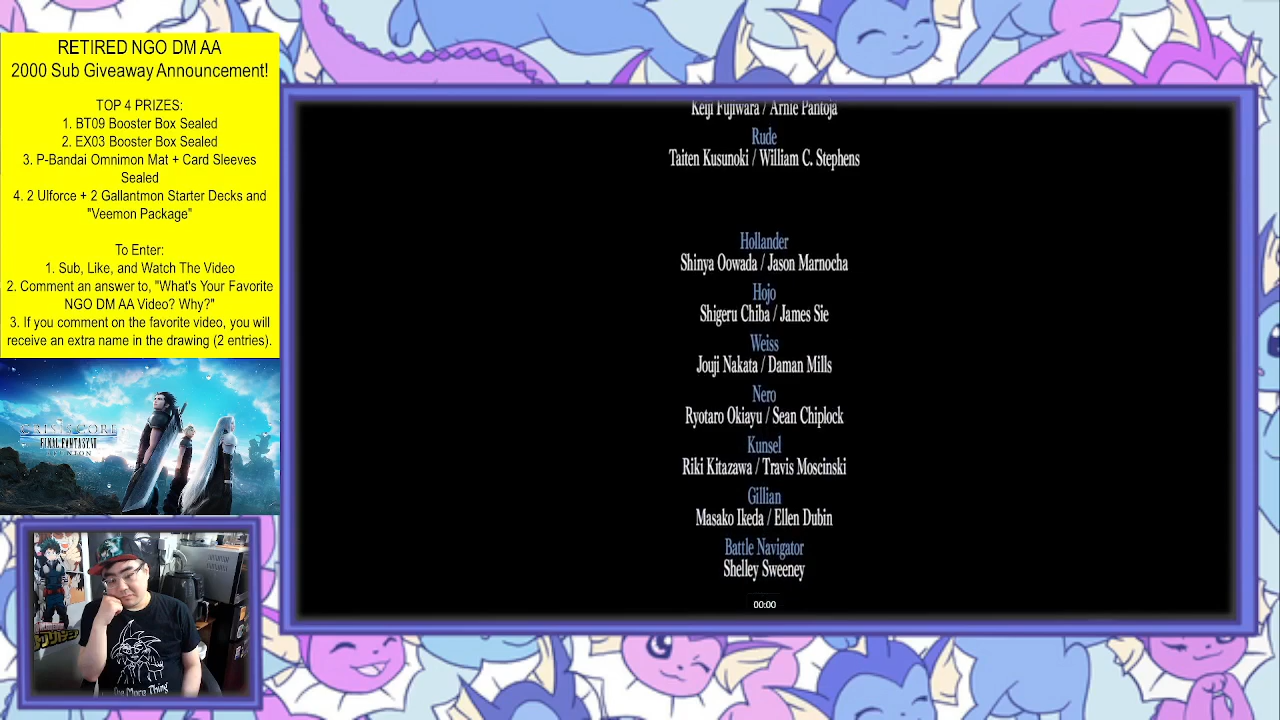 RETIRED NGO DM AA
2000 Sub Giveaway Announcement!
TOP 4 PRIZES:
1. BT09 Booster Box Sealed
2. EX03 Booster Box Sealed
3. P-Bandai Omnimon Mat + Card Sleeves
Sealed
4. 2 Ulforce + 2 Gallantmon Starter Decks and
"Veemon Package"
To Enter:
1. Sub, Like, and Watch The Video
2. Comment an answer to, "What's Your Favorite
NGO DM AA Video? Why?"
3. If you comment on the favorite video, you will
receive an extra name in the drawing (2 entries).
CRISIS CORE
FINAL FANTASY VII
REUNION
One More Thing
Keiji Fujiwara / Arnie Pantoja
Rude
Taiten Kusunoki / William C. Stephens
Hollander
Shinya Oowada / Jason Marnocha
Hojo
Shigeru Chiba / James Sie
Weiss
Jouji Nakata / Daman Mills
Nero
Ryotaro Okiayu / Sean Chiplock
Kunsel
Riki Kitazawa / Travis Moscinski
Gillian
Masako Ikeda / Ellen Dubin
Battle Navigator
Shelley Sweeney
00:00